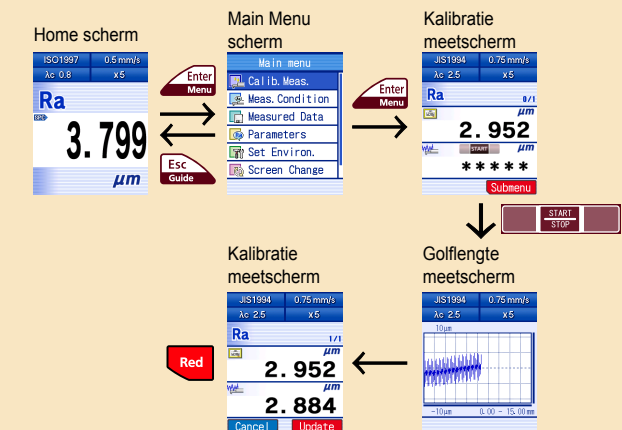 Home scherm
ISO1997 0.5 mm/s
λc 0.8 x5
Ra
3.799
µm
Enter
Menu
Esc
Guide
Main Menu
scherm
Main menu
Calib. Meas.
Meas. Condition
Measured Data
Parameters
Set Environ.
Screen Change
Enter
Menu
Kalibratie
meetscherm
JIS1994 0.75 mm/s
λc 2.5 x5
Ra 0/1
µm
2.952
START µm
*****
Submenu
START
STOP
Kalibratie
meetscherm
JIS1994 0.75 mm/s
λc 2.5 x5
Ra 1/1
µm
2.952
µm
2.884
Cancel Update
Red
Golflengte
meetscherm
JIS1994 0.75 mm/s
λc 2.5 x5
10µm
-10µm 0.00 - 15.00mm